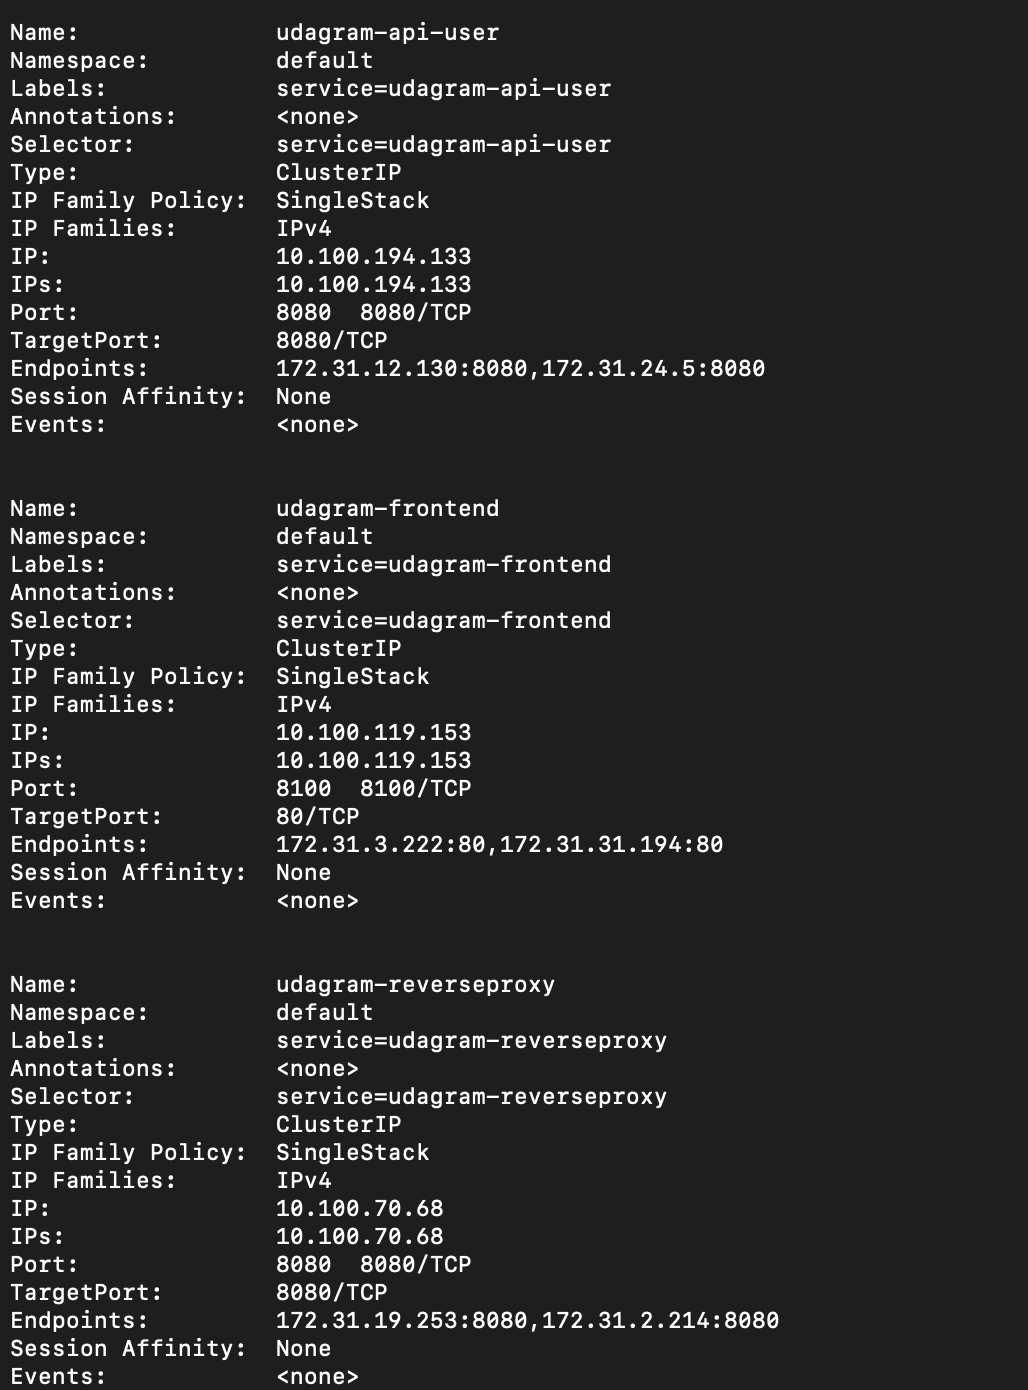 Name:              udagram-api-user
Namespace:         default
Labels:            service=udagram-api-user
Annotations:       <none>
Selector:          service=udagram-api-user
Type:              ClusterIP
IP Family Policy:  SingleStack
IP Families:       IPv4
IP:                10.100.194.133
IPs:               10.100.194.133
Port:              8080  8080/TCP
TargetPort:        8080/TCP
Endpoints:         172.31.12.130:8080,172.31.24.5:8080
Session Affinity:  None
Events:            <none>

Name:              udagram-frontend
Namespace:         default
Labels:            service=udagram-frontend
Annotations:       <none>
Selector:          service=udagram-frontend
Type:              ClusterIP
IP Family Policy:  SingleStack
IP Families:       IPv4
IP:                10.100.119.153
IPs:               10.100.119.153
Port:              8100  8100/TCP
TargetPort:        80/TCP
Endpoints:         172.31.3.222:80,172.31.31.194:80
Session Affinity:  None
Events:            <none>

Name:              udagram-reverseproxy
Namespace:         default
Labels:            service=udagram-reverseproxy
Annotations:       <none>
Selector:          service=udagram-reverseproxy
Type:              ClusterIP
IP Family Policy:  SingleStack
IP Families:       IPv4
IP:                10.100.70.68
IPs:               10.100.70.68
Port:              8080  8080/TCP
TargetPort:        8080/TCP
Endpoints:         172.31.19.253:8080,172.31.2.214:8080
Session Affinity:  None
Events:            <none>